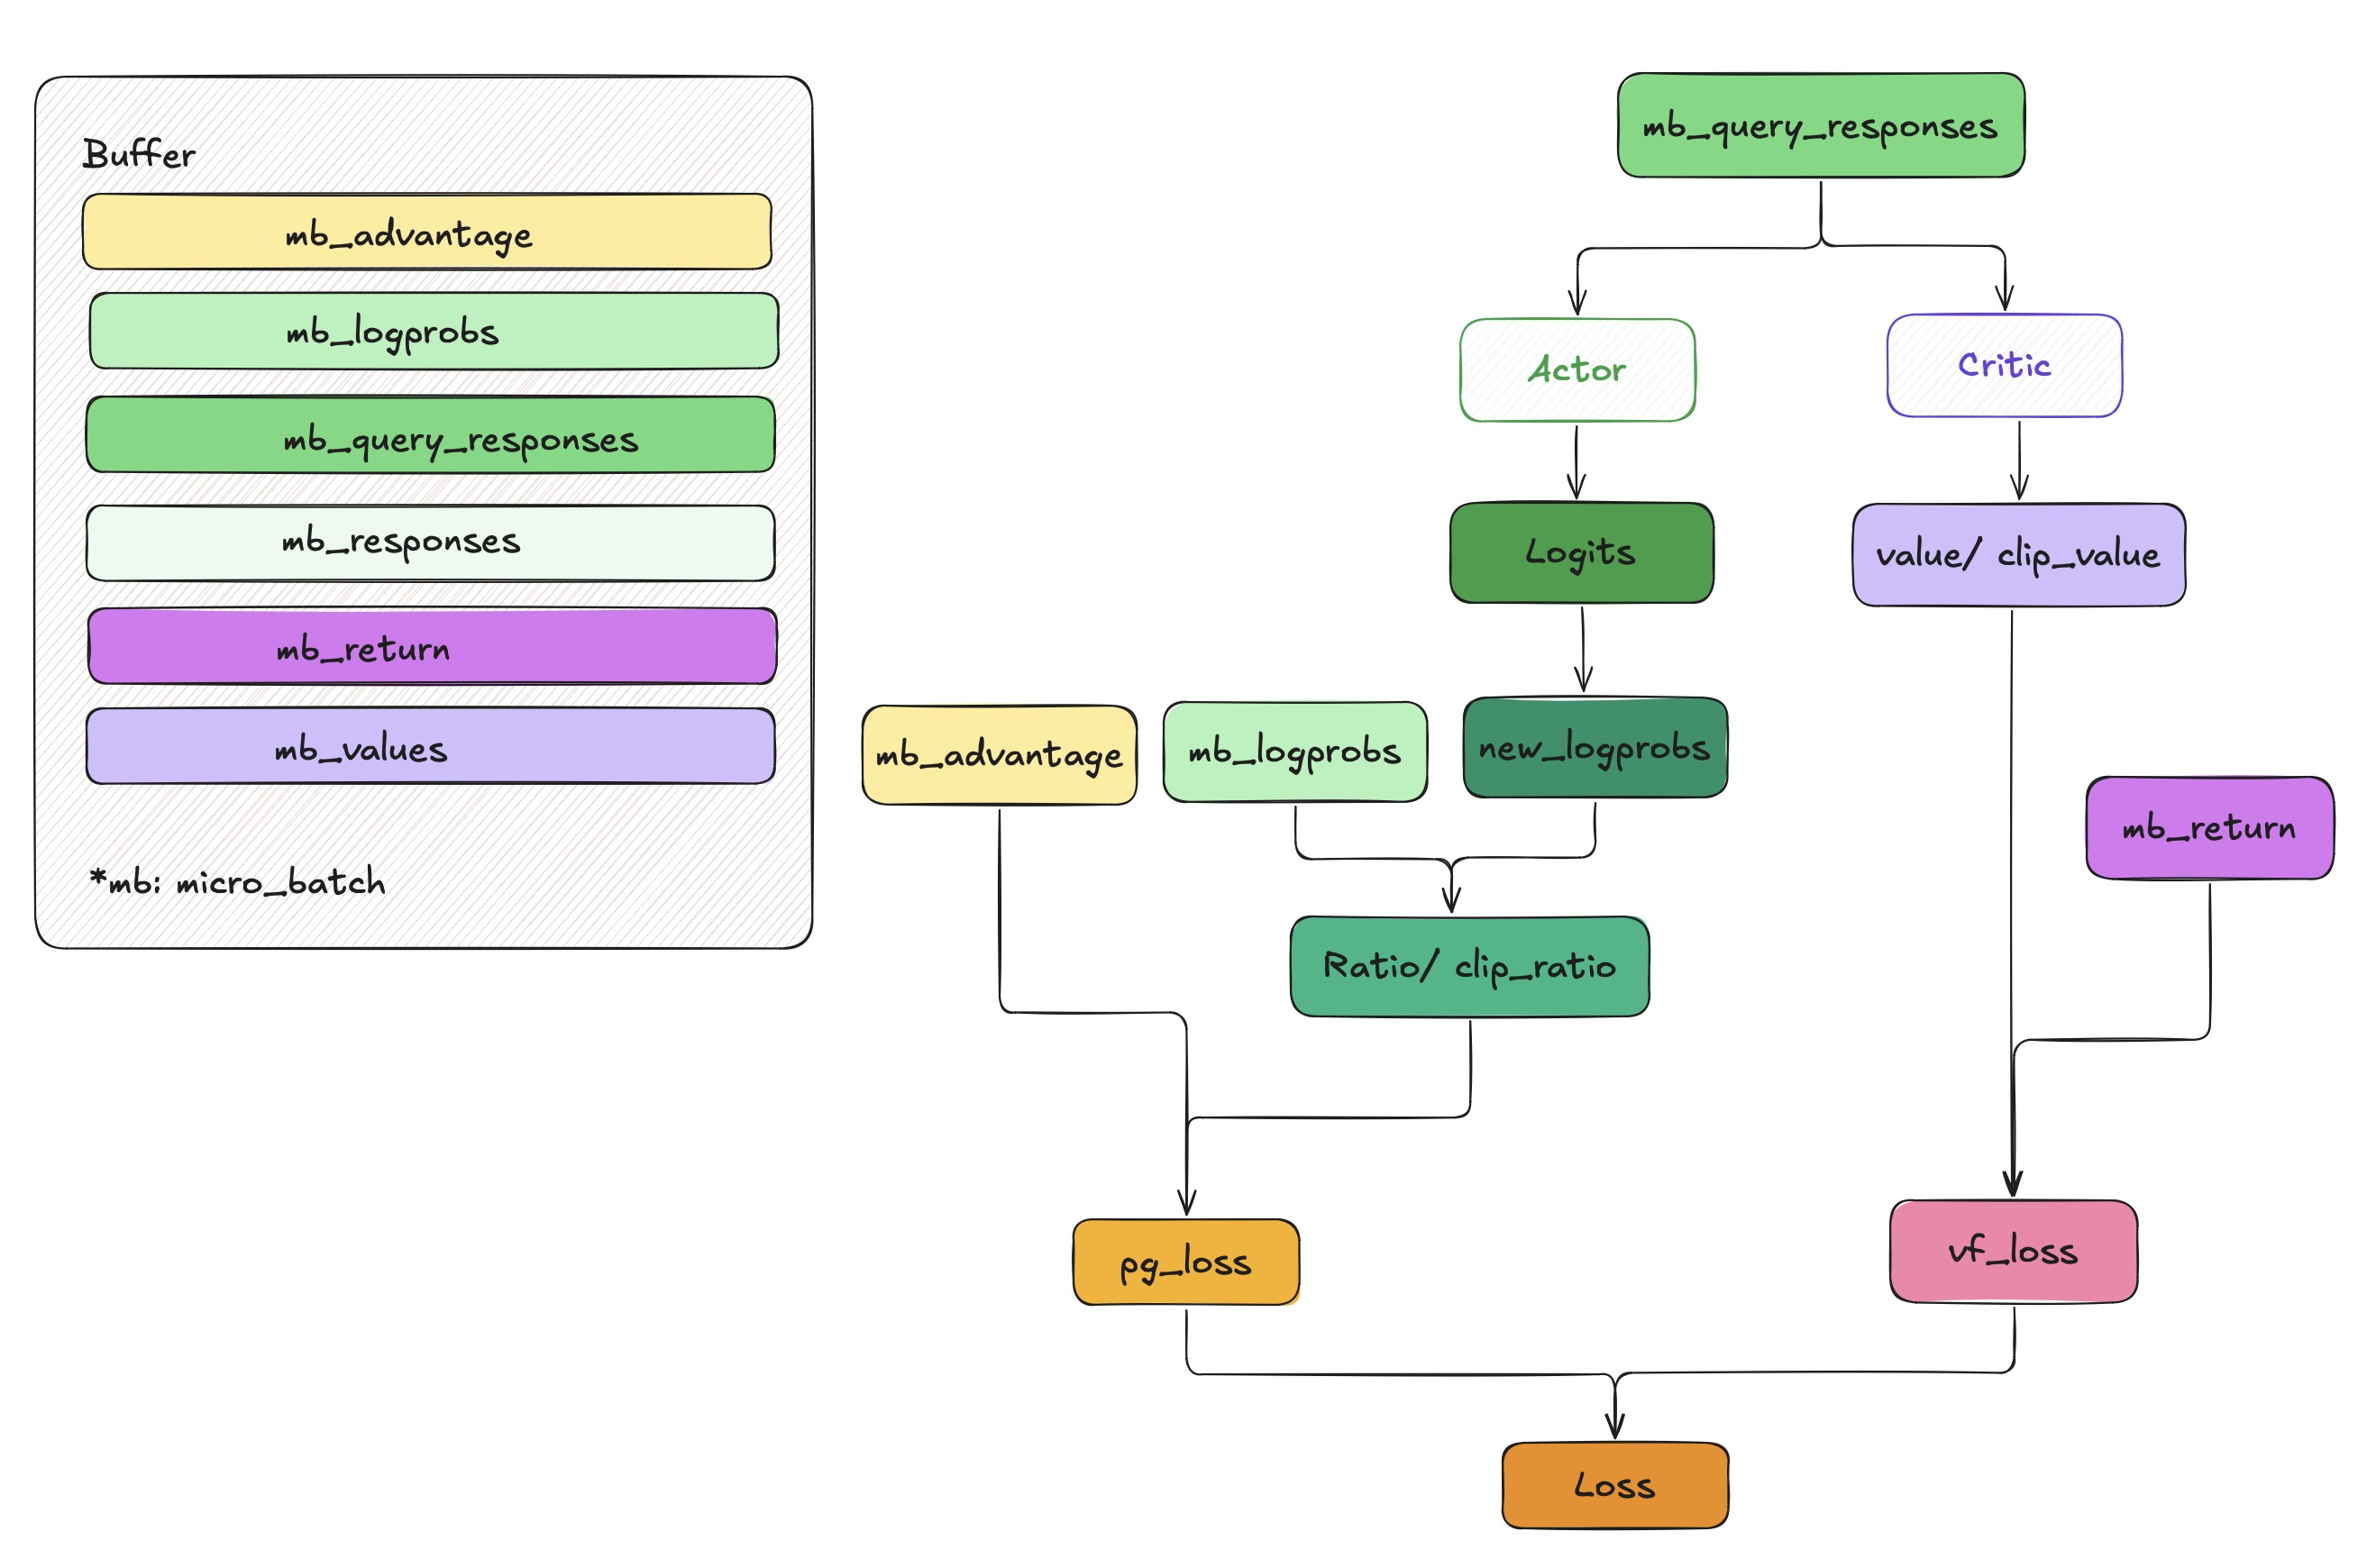 Buffer
mb_advantage
mb_logprobs
mb_query_responses
mb_responses
mb_return
mb_values
*mb: micro_batch
mb_query_responses
Actor
Critic
Logits
value/ clip_value
mb_advantage
mb_logprobs
new_logprobs
mb_return
Ratio/ clip_ratio
pg_loss
vf_loss
Loss